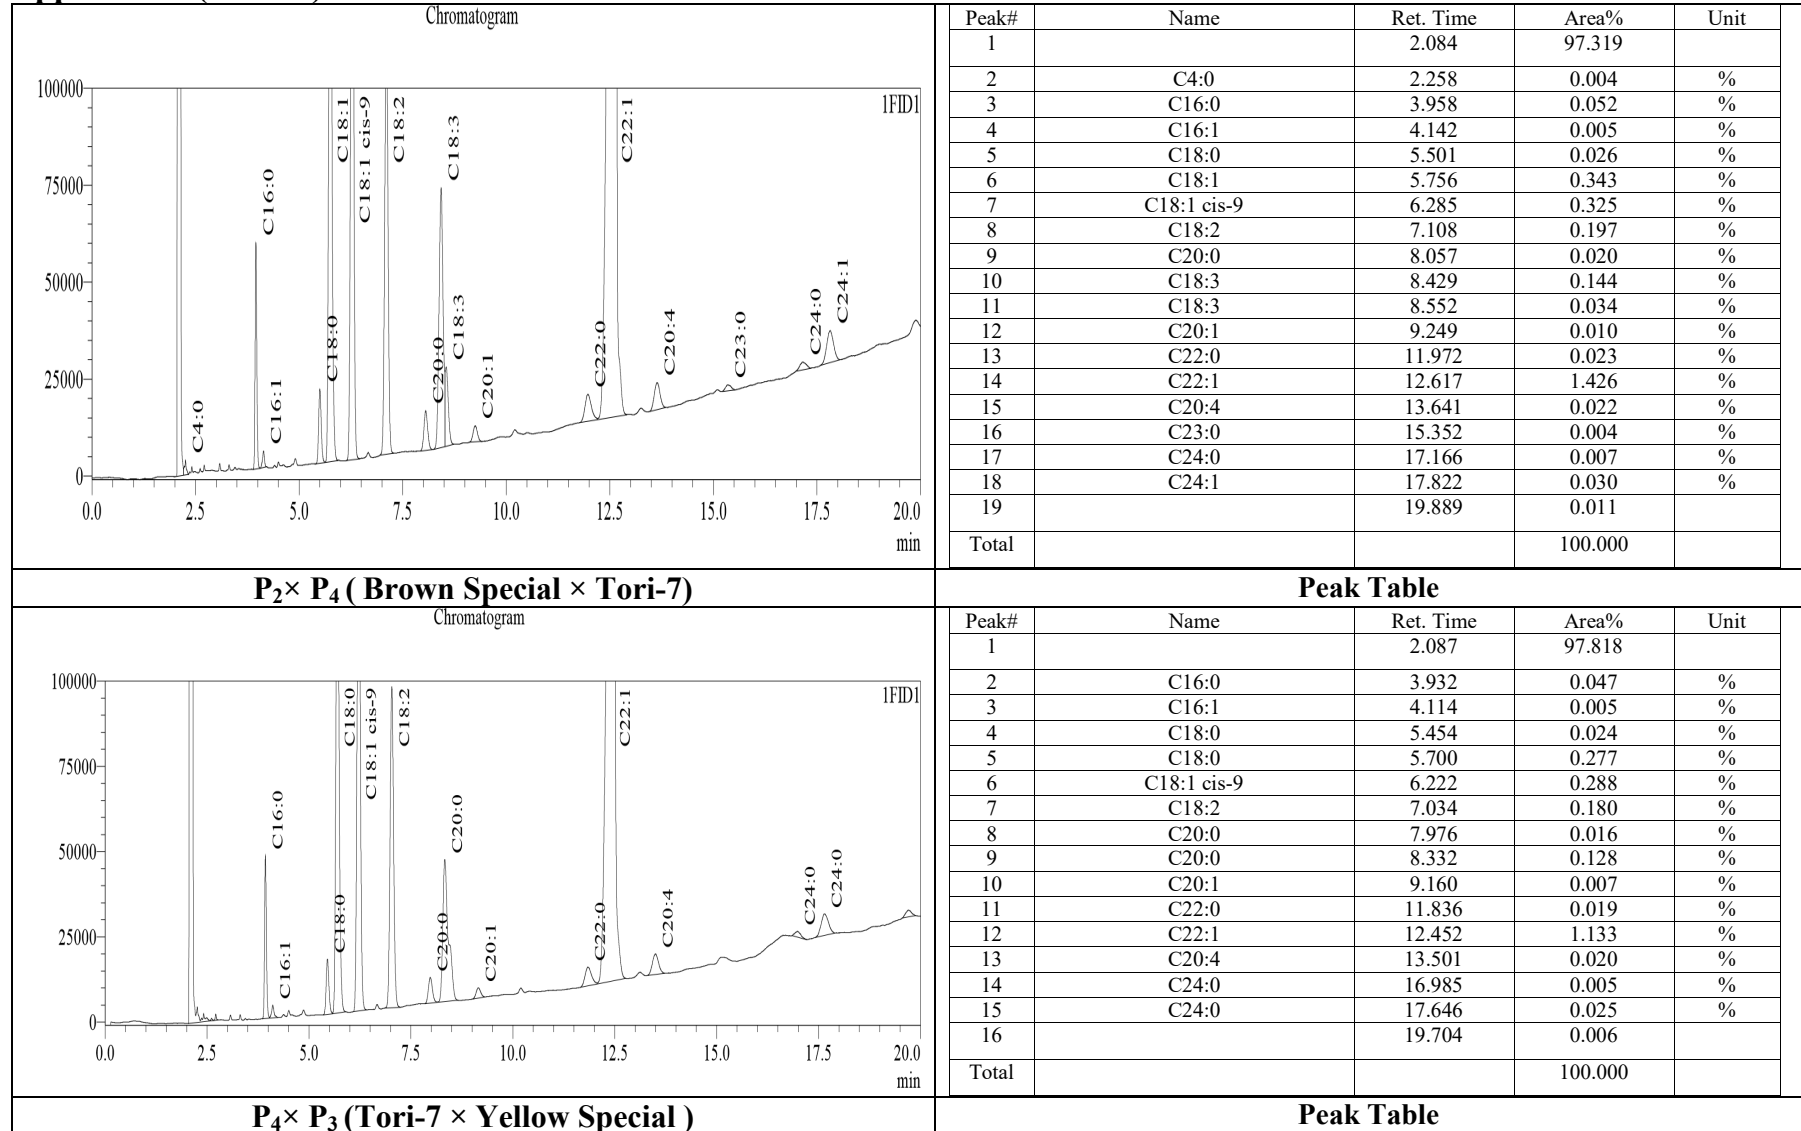 Chromatogram
100000
75000
50000
25000
0
1FID1
C4:0
C16:0
C16:1
C18:0
C18:1
C18:1 cis-9
C18:2
C20:0
C18:3
C18:3
C20:1
C22:0
C22:1
C20:4
C23:0
C24:0
C24:1
0.0 2.5 5.0 7.5 10.0 12.5 15.0 17.5 20.0
min
Peak# Name Ret. Time Area% Unit
1 2.084 97.319
2 C4:0 2.258 0.004 %
3 C16:0 3.958 0.052 %
4 C16:1 4.142 0.005 %
5 C18:0 5.501 0.026 %
6 C18:1 5.756 0.343 %
7 C18:1 cis-9 6.285 0.325 %
8 C18:2 7.108 0.197 %
9 C20:0 8.057 0.020 %
10 C18:3 8.429 0.144 %
11 C18:3 8.552 0.034 %
12 C20:1 9.249 0.010 %
13 C22:0 11.972 0.023 %
14 C22:1 12.617 1.426 %
15 C20:4 13.641 0.022 %
16 C23:0 15.352 0.004 %
17 C24:0 17.166 0.007 %
18 C24:1 17.822 0.030 %
19 19.889 0.011
Total 100.000
P₂× P₄ ( Brown Special × Tori-7)
Peak Table
Chromatogram
100000
75000
50000
25000
0
1FID1
C16:0
C16:1
C18:0
C18:0
C18:1 cis-9
C18:2
C20:0
C20:0
C20:1
C22:0
C22:1
C20:4
C24:0
C24:0
0.0 2.5 5.0 7.5 10.0 12.5 15.0 17.5 20.0
min
Peak# Name Ret. Time Area% Unit
1 2.087 97.818
2 C16:0 3.932 0.047 %
3 C16:1 4.114 0.005 %
4 C18:0 5.454 0.024 %
5 C18:0 5.700 0.277 %
6 C18:1 cis-9 6.222 0.288 %
7 C18:2 7.034 0.180 %
8 C20:0 7.976 0.016 %
9 C20:0 8.332 0.128 %
10 C20:1 9.160 0.007 %
11 C22:0 11.836 0.019 %
12 C22:1 12.452 1.133 %
13 C20:4 13.501 0.020 %
14 C24:0 16.985 0.005 %
15 C24:0 17.646 0.025 %
16 19.704 0.006
Total 100.000
P₄× P₃ (Tori-7 × Yellow Special )
Peak Table